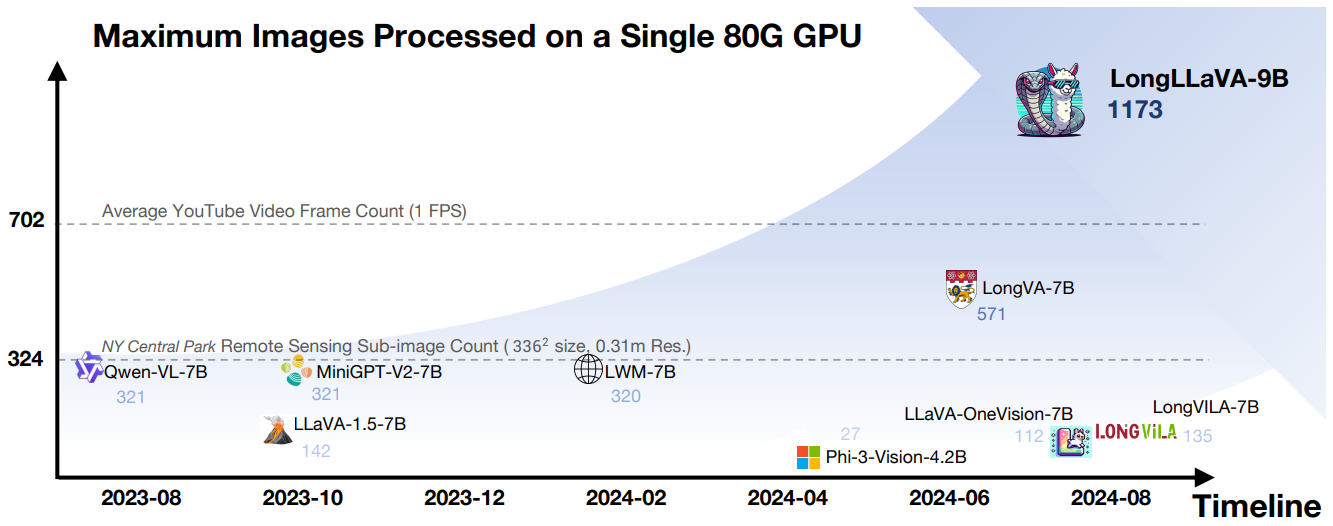 Maximum Images Processed on a Single 80G GPU
LongLLaVA-9B
1173
702
Average YouTube Video Frame Count (1 FPS)
LongVA-7B
571
324
NY Central Park Remote Sensing Sub-image Count ( 336² size, 0.31m Res.)
Qwen-VL-7B
321
MiniGPT-V2-7B
321
LWM-7B
320
LLaVA-1.5-7B
142
27
Phi-3-Vision-4.2B
LLaVA-OneVision-7B
112
LongVILA-7B
LONGViLA
135
2023-08 2023-10 2023-12 2024-02 2024-04 2024-06 2024-08
Timeline